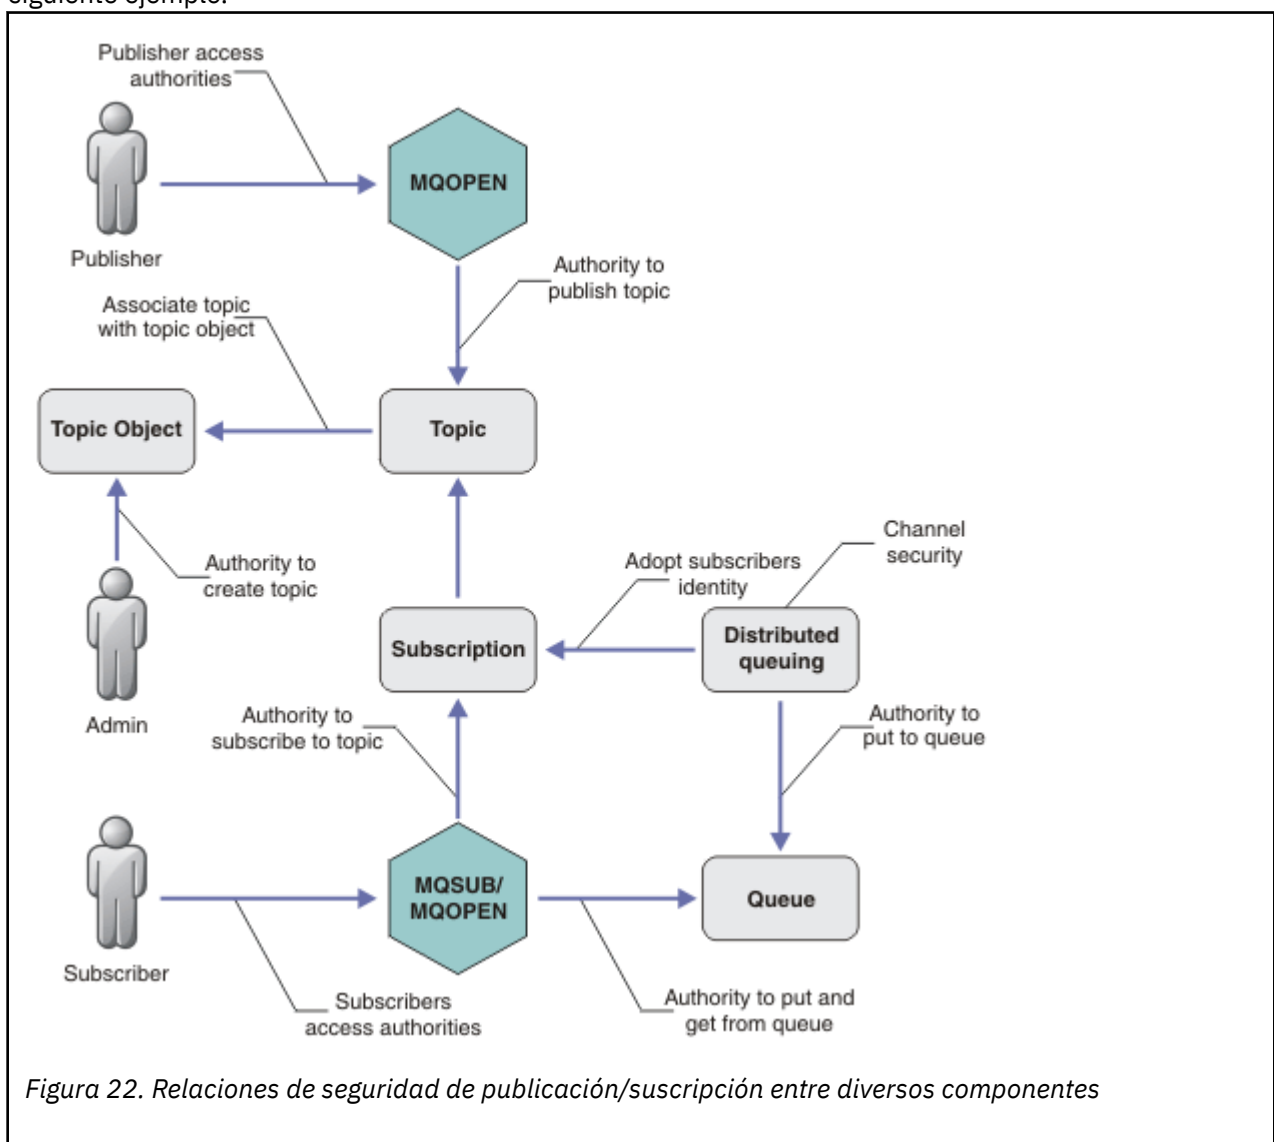 siguiente ejemplo.
Publisher access
authorities
MQOPEN
Publisher
Authority to
publish topic
Associate topic
with topic object
Topic Object
Topic
Channel
security
Authority to
create topic
Adopt subscribers
identity
Subscription
Distributed
queuing
Admin
Authority to
subscribe to topic
Authority to
put to queue
MQSUB/
MQOPEN
Queue
Subscriber
Subscribers
access authorities
Authority to put and
get from queue
Figura 22. Relaciones de seguridad de publicación/suscripción entre diversos componentes